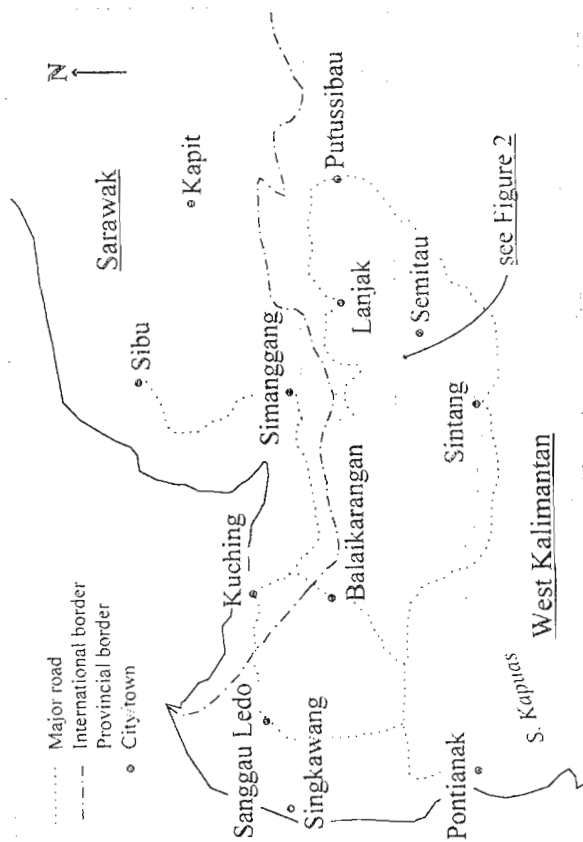 N
Sarawak
Kapit
Sibu
Simanggang
Putussibau
Lanjak
Semitau
see Figure 2
Kuching
Balaikarangan
Sintang
West Kalimantan
Sanggau Ledo
Singkawang
Pontianak
S. Kapuas
Major road
International border
Provincial border
City/town